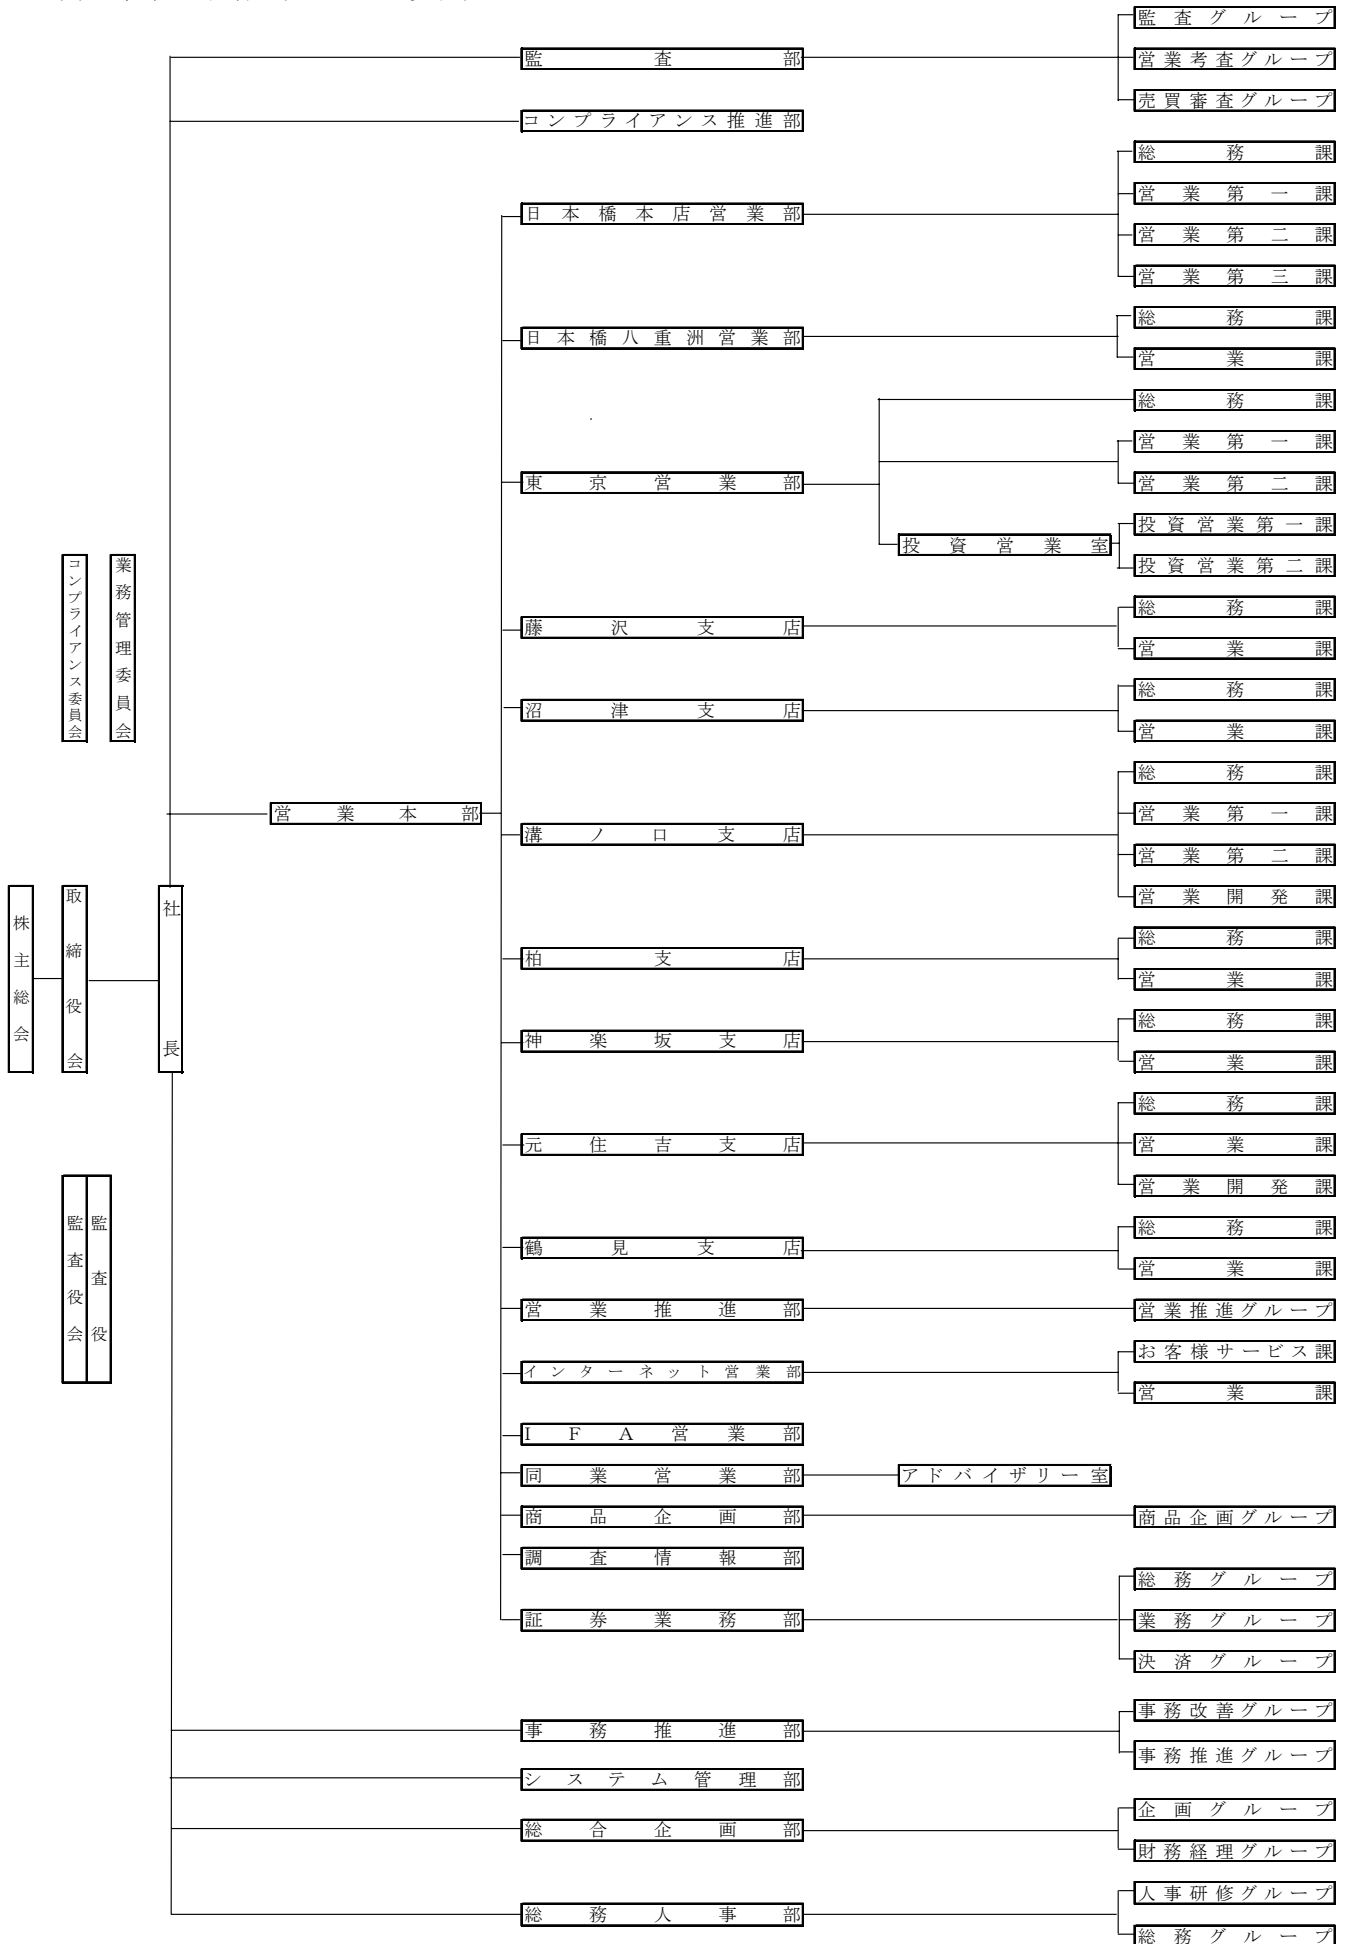 監査グループ
監査部
営業考査グループ
売買審査グループ
コンプライアンス推進部
総務課
営業第一課
日本橋本店営業部
営業第二課
営業第三課
総務課
日本橋八重洲営業部
営業課
総務課
営業第一課
東京営業部
営業第二課
投資営業第一課
投資営業室
投資営業第二課
コンプライアンス委員会
業務管理委員会
総務課
藤沢支店
営業課
総務課
沼津支店
営業課
総務課
営業本部
営業第一課
溝ノ口支店
営業第二課
営業開発課
株主総会
取締役会
社長
総務課
柏支店
営業課
総務課
神楽坂支店
営業課
総務課
元住吉支店
営業課
営業開発課
監査役会
監査役
総務課
鶴見支店
営業課
営業推進部
営業推進グループ
お客様サービス課
インターネット営業部
営業課
IFA営業部
同業営業部
アドバイザリー室
商品企画部
商品企画グループ
調査情報部
総務グループ
証券業務部
業務グループ
決済グループ
事務改善グループ
事務推進部
事務推進グループ
システム管理部
企画グループ
総合企画部
財務経理グループ
人事研修グループ
総務人事部
総務グループ